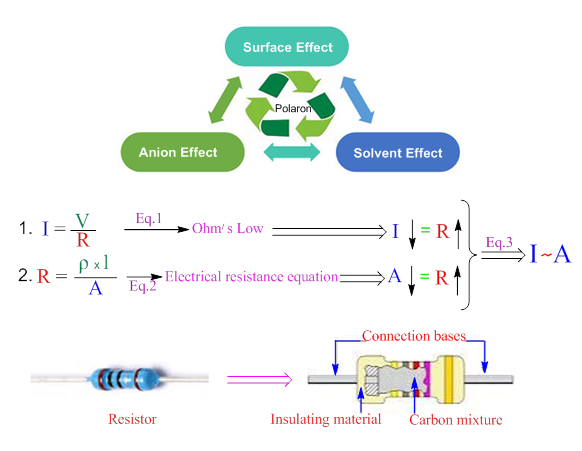 Surface Effect
Polaron
Anion Effect
Solvent Effect
1. I = V/R Eq.1 Ohm's Low I ↓ = R ↑
2. R = ρ x l/A Eq.2 Electrical resistance equation A ↓ = R ↑
Eq.3 I ~ A
Connection bases
Resistor
Insulating material
Carbon mixture